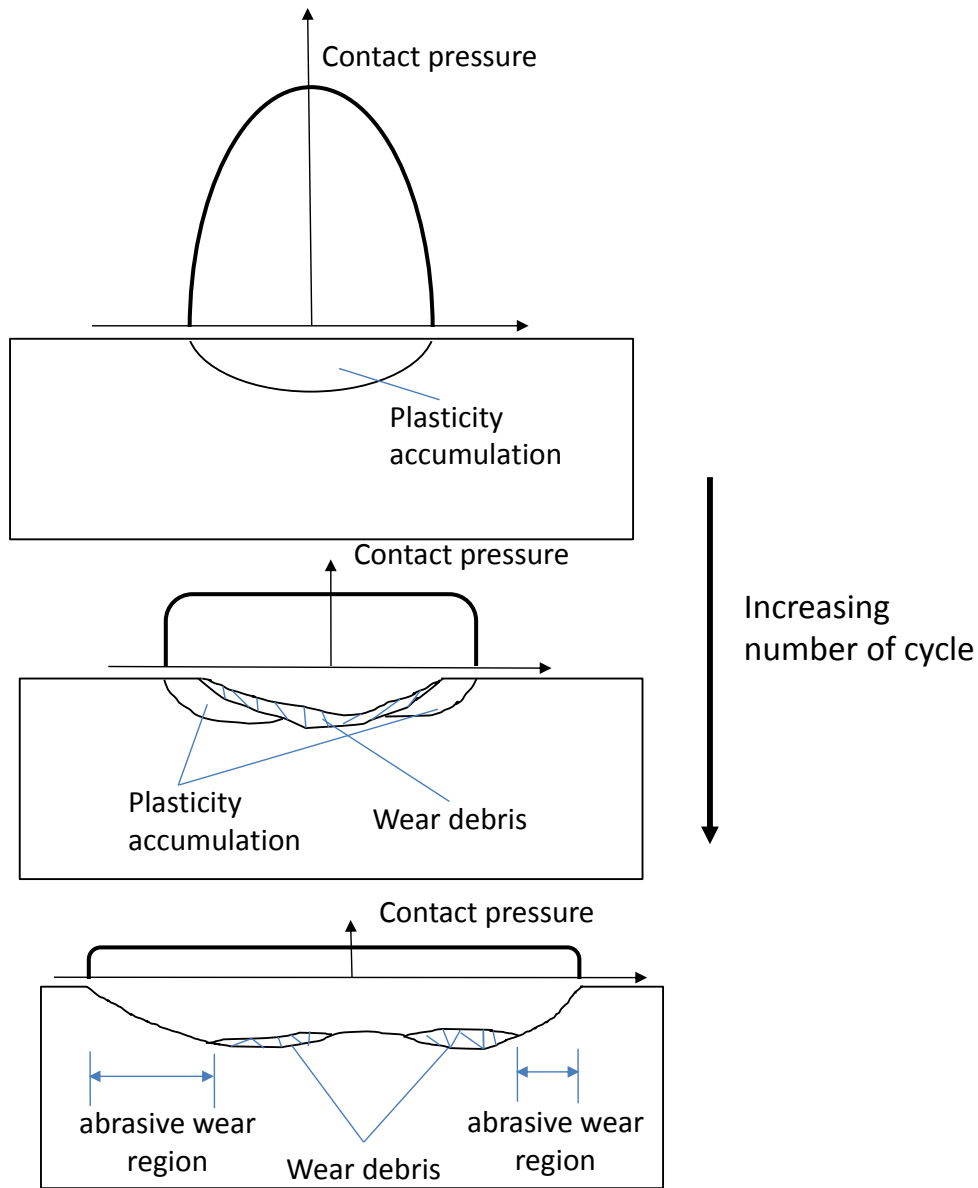 Contact pressure
Plasticity
accumulation
Contact pressure
Increasing
number of cycle
Plasticity
accumulation
Wear debris
Contact pressure
abrasive wear
region
Wear debris
abrasive wear
region